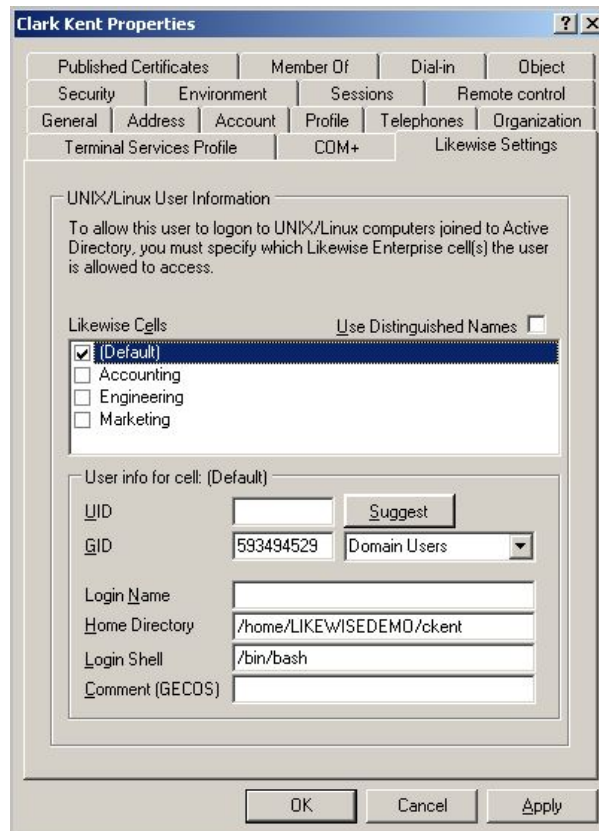 Clark Kent Properties
Published Certificates Member Of Dial-in Object
Security Environment Sessions Remote control
General Address Account Profile Telephones Organization
Terminal Services Profile COM+ Likewise Settings
UNIX/Linux User Information
To allow this user to logon to UNIX/Linux computers joined to Active
Directory, you must specify which Likewise Enterprise cell(s) the user
is allowed to access.
Likewise Cells Use Distinguished Names
(Default)
Accounting
Engineering
Marketing
User info for cell: (Default)
UID Suggest
GID 593494529 Domain Users
Login Name
Home Directory /home/LIKEWISEDEMO/ckent
Login Shell /bin/bash
Comment (GECOS)
OK Cancel Apply